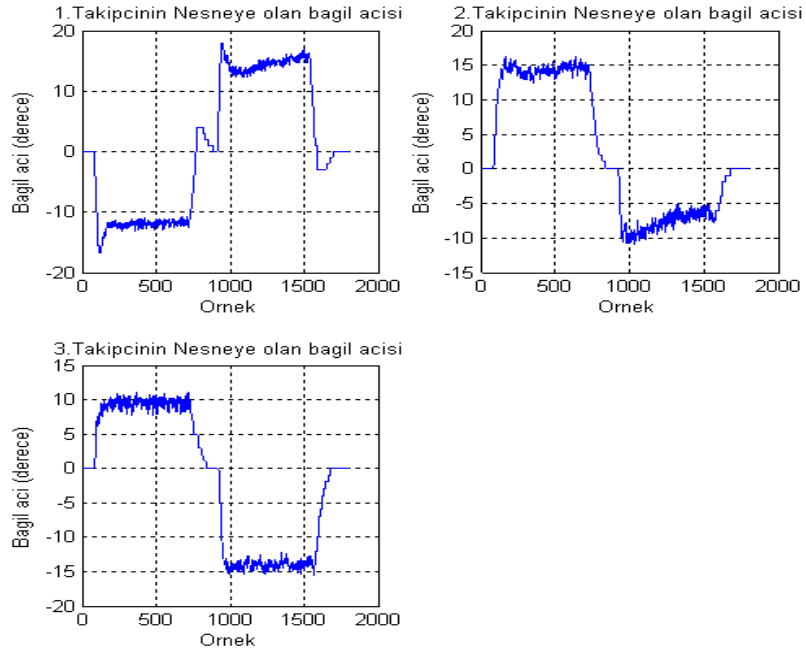 1.Takipcinin Nesneye olan bagil acisi
20
10
0
-10
-20
Bagil aci (derece)
0 500 1000 1500 2000
Ornek
2.Takipcinin Nesneye olan bagil acisi
20
15
10
5
0
-5
-10
-15
Bagil aci (derece)
0 500 1000 1500 2000
Ornek
3.Takipcinin Nesneye olan bagil acisi
15
10
5
0
-5
-10
-15
-20
Bagil aci (derece)
0 500 1000 1500 2000
Ornek